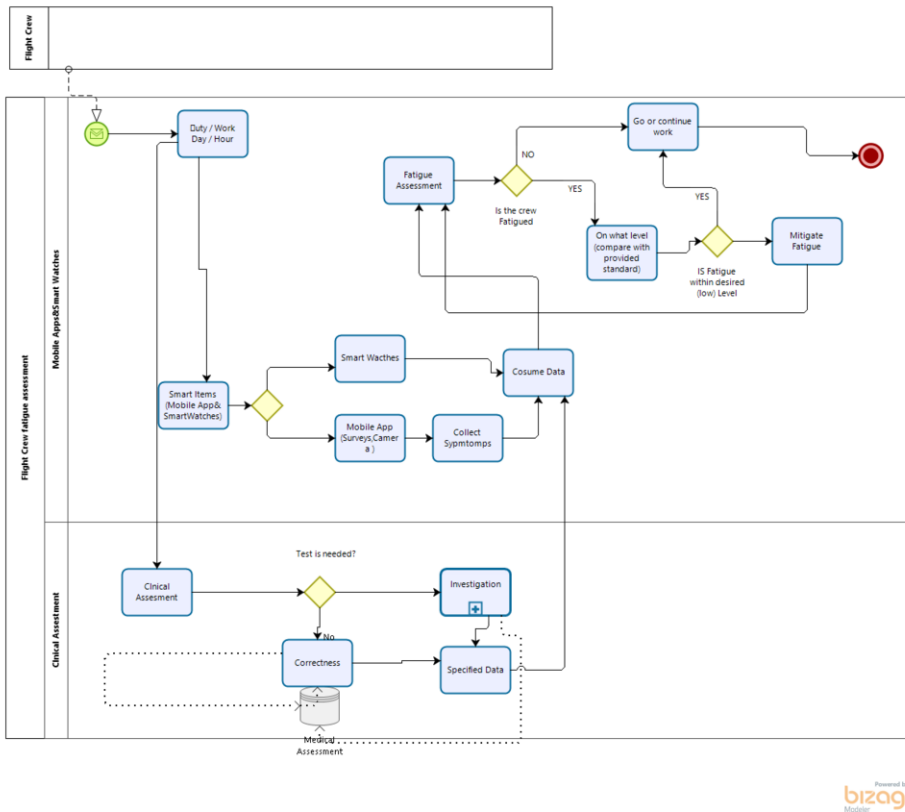 Flight Crew
Flight Crew fatigue assessment
Mobile Apps&Smart Watches
Duty / Work
Day / Hour
Go or continue
work
Fatigue
Assessment
NO
YES
Is the crew
Fatigued
On what level
(compare with
provided
standard)
YES
IS Fatigue
within desired
(low) Level
Mitigate
Fatigue
Smart Wacthes
Cosume Data
Smart Items
(Mobile App&
SmartWatches)
Mobile App
(Surveys,Camer
a )
Collect
Sypmtomps
Clinical Assestment
Test is needed?
Clnical
Assesment
Investigation
No
Correctness
Specified Data
Medical
Assessment
Powered by
bizagi
Modeler